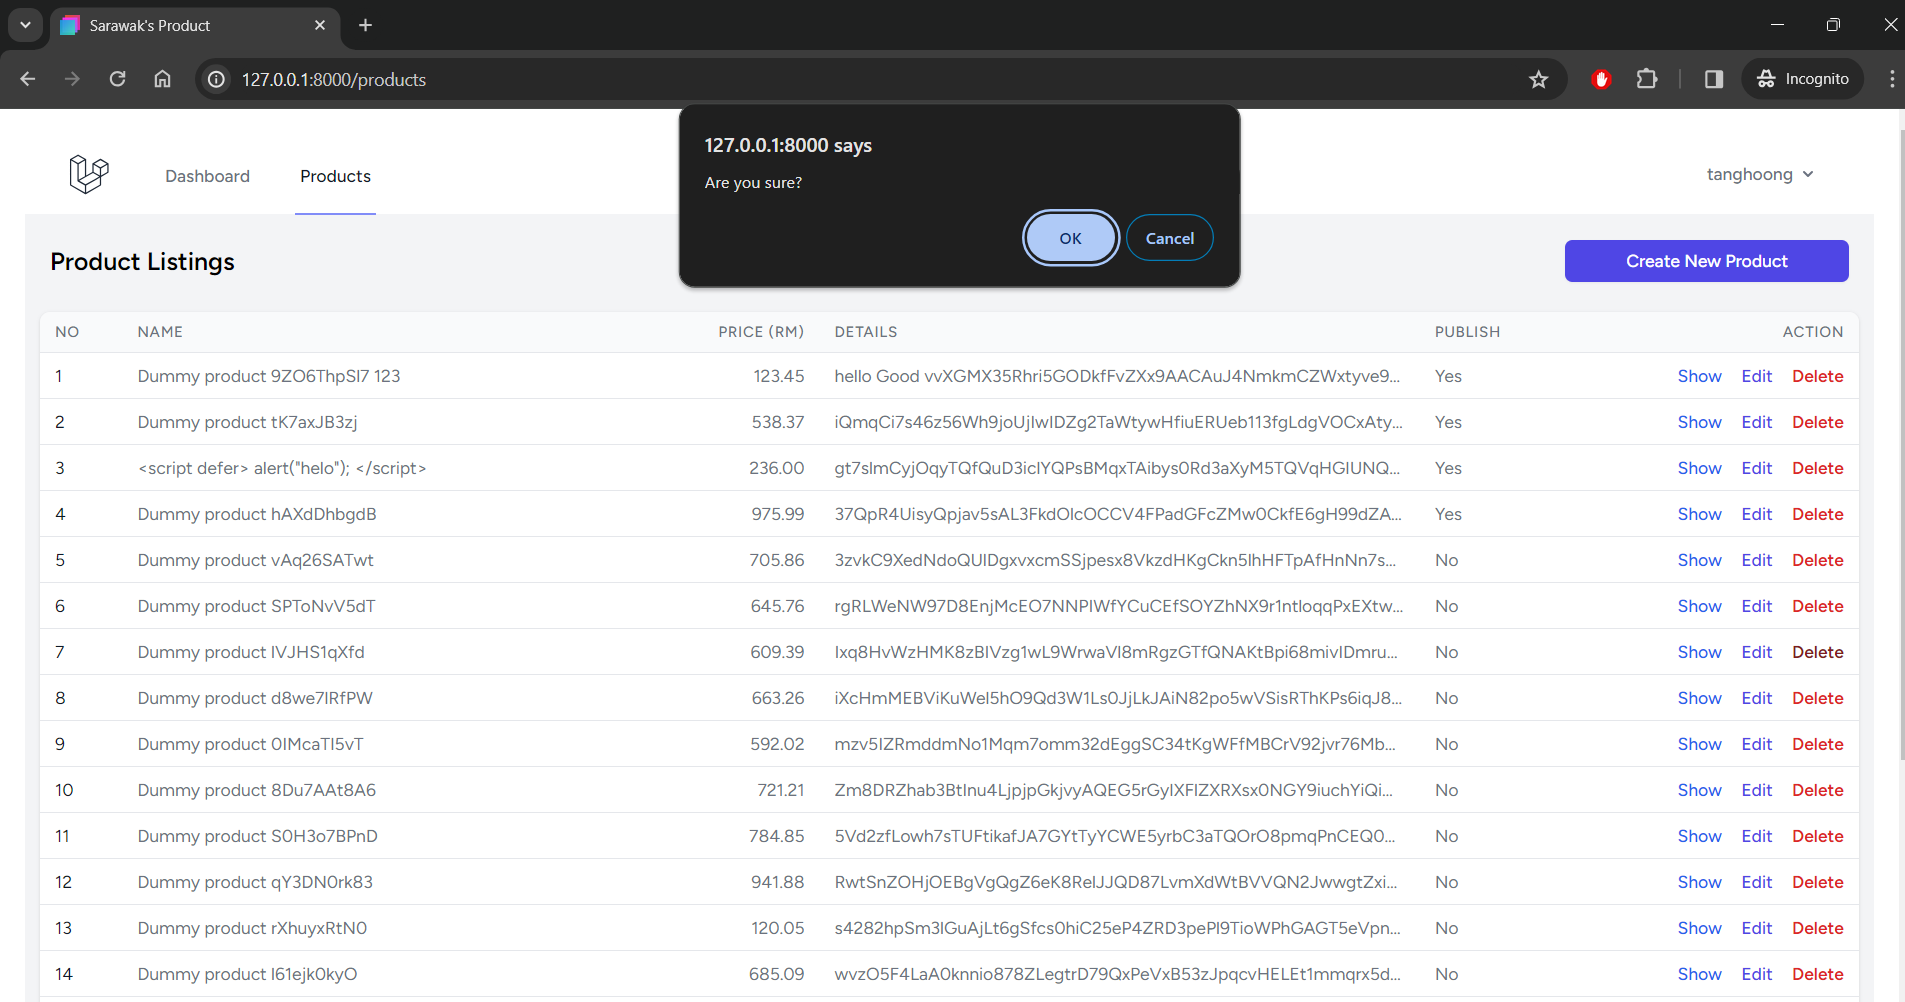 Sarawak's Product
127.0.0.1:8000/products
Incognito
127.0.0.1:8000 says
Are you sure?
OK Cancel
Dashboard Products tanghoong
Product Listings Create New Product
NO NAME PRICE (RM) DETAILS PUBLISH ACTION
1 Dummy product 9ZO6ThpSl7 123 123.45 hello Good vvXGMX35Rhri5GODkfFvZXx9AACAuJ4NmkmCZWxtyve9... Yes Show Edit Delete
2 Dummy product tK7axJB3zj 538.37 iQmqCi7s46z56Wh9joUjIwIDZg2TaWtywHfiuERUeb113fgLdgVOCxAty... Yes Show Edit Delete
3 <script defer> alert("helo"); </script> 236.00 gt7slmCyjOqyTQfQuD3icIYQPsBMqxTAibys0Rd3aXyM5TQVqHGIUNQ... Yes Show Edit Delete
4 Dummy product hAXdDhbgdB 975.99 37QpR4UisyQpjav5sAL3FkdOlcOCCV4FPadGFcZMw0CkfE6gH99dZA... Yes Show Edit Delete
5 Dummy product vAq26SATwt 705.86 3zvkC9XedNdoQUIDgxvxcmSSjpesx8VkzdHKgCkn5lhHFTpAfHnNn7s... No Show Edit Delete
6 Dummy product SPToNvV5dT 645.76 rgRLWeNW97D8EnjMcEO7NNPIWfYCuCEfSOYZhNX9r1ntloqqPxEXtw... No Show Edit Delete
7 Dummy product IVJHS1qXfd 609.39 Ixq8HvWzHMK8zBIVzg1wL9WrwaVI8mRgzGTfQNAKtBpi68mivIDmru... No Show Edit Delete
8 Dummy product d8we7IRfPW 663.26 iXcHmMEBViKuWel5hO9Qd3W1Ls0JjLkJAiN82po5wVSisRThKPs6iqJ8... No Show Edit Delete
9 Dummy product 0IMcaTI5vT 592.02 mzv5IZRmddmNo1Mqm7omm32dEggSC34tKgWFfMBCrV92jvr76Mb... No Show Edit Delete
10 Dummy product 8Du7AAt8A6 721.21 Zm8DRZhab3BtInu4LjpjpGkjvyAQEG5rGyIXFIZXRXsx0NGY9iuchYiQi... No Show Edit Delete
11 Dummy product S0H3o7BPnD 784.85 5Vd2zfLowh7sTUFtikafJA7GYtTyYCWE5yrbC3aTQOrO8pmqPnCEQ0... No Show Edit Delete
12 Dummy product qY3DN0rk83 941.88 RwtSnZOHjOEBgVgQgZ6eK8RelJJQD87LvmXdWtBVVQN2JwwgtZxi... No Show Edit Delete
13 Dummy product rXhuyxRtN0 120.05 s4282hpSm3lGuAjLt6gSfcs0hiC25eP4ZRD3pePl9TioWPhGAGT5eVpn... No Show Edit Delete
14 Dummy product I61ejk0kyO 685.09 wvzO5F4LaA0knnio878ZLegtrD79QxPeVxB53zJpqcvHELEt1mmqrx5d... No Show Edit Delete